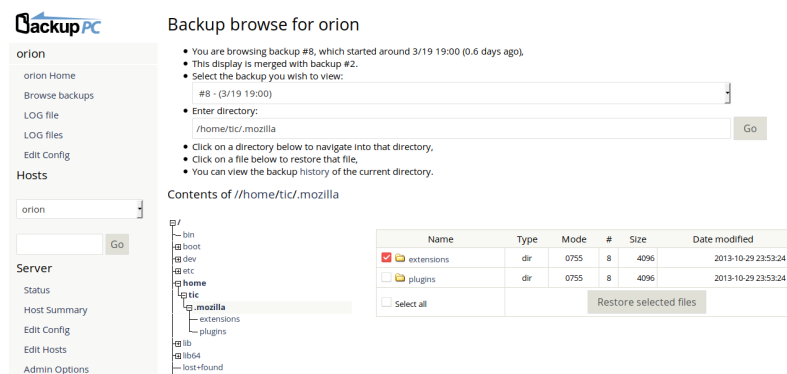 BackupPC
orion
orion Home
Browse backups
LOG file
LOG files
Edit Config
Hosts
orion
Go
Server
Status
Host Summary
Edit Config
Edit Hosts
Admin Options
Backup browse for orion
You are browsing backup #8, which started around 3/19 19:00 (0.6 days ago),
This display is merged with backup #2.
Select the backup you wish to view:
#8 - (3/19 19:00)
Enter directory:
/home/tic/.mozilla
Go
Click on a directory below to navigate into that directory,
Click on a file below to restore that file,
You can view the backup history of the current directory.
Contents of //home/tic/.mozilla
/
bin
boot
dev
etc
home
tic
.mozilla
extensions
plugins
lib
lib64
lost+found
Name Type Mode # Size Date modified
extensions dir 0755 8 4096 2013-10-29 23:53:24
plugins dir 0755 8 4096 2013-10-29 23:53:24
Select all Restore selected files